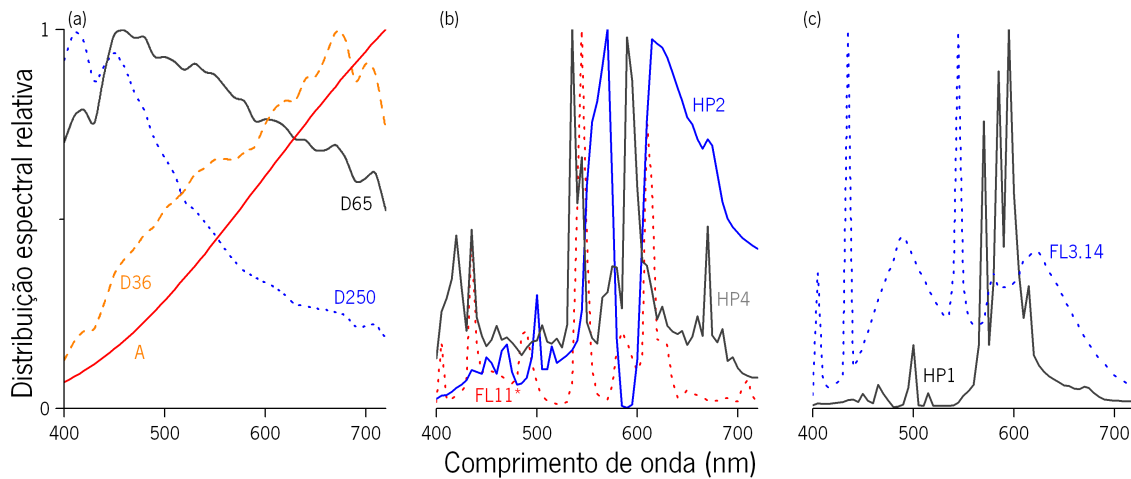 (a)
(b)
(c)
Distribuição espectral relativa
1
0
D65
D36
D250
A
400 500 600 700
HP2
HP4
FL11*
400 500 600 700
FL3.14
HP1
400 500 600 700
Comprimento de onda (nm)